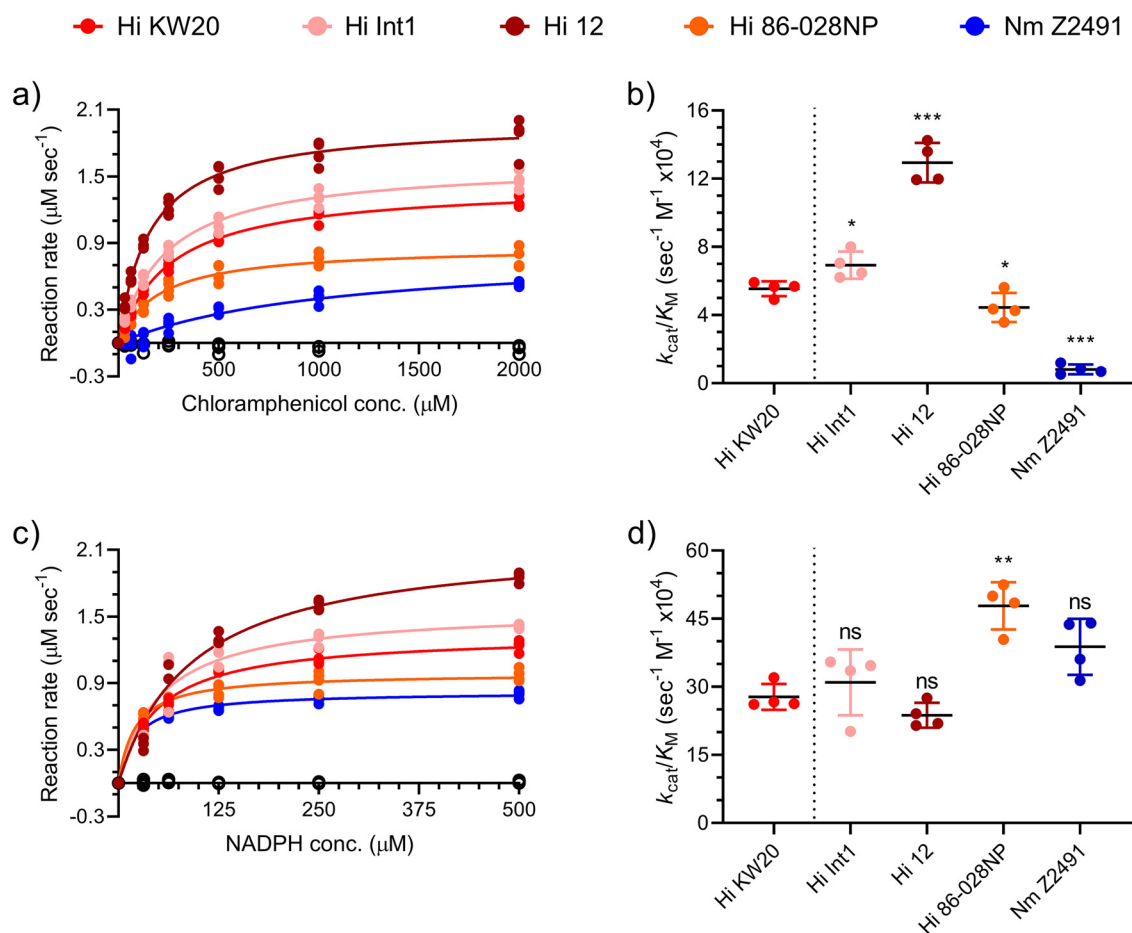 Hi KW20 Hi Int1 Hi 12 Hi 86-028NP Nm Z2491
a)
Reaction rate (µM sec⁻¹)
2.1
1.5
0.9
0.3
-0.3
500 1000 1500 2000
Chloramphenicol conc. (µM)
b)
kcat/KM (sec⁻¹ M⁻¹ x10⁴)
16
12
8
4
0
* *** * ***
Hi KW20
Hi Int1
Hi 12
Hi 86-028NP
Nm Z2491
c)
Reaction rate (µM sec⁻¹)
2.1
1.5
0.9
0.3
-0.3
125 250 375 500
NADPH conc. (µM)
d)
kcat/KM (sec⁻¹ M⁻¹ x10⁴)
60
45
30
15
0
ns ns ** ns
Hi KW20
Hi Int1
Hi 12
Hi 86-028NP
Nm Z2491